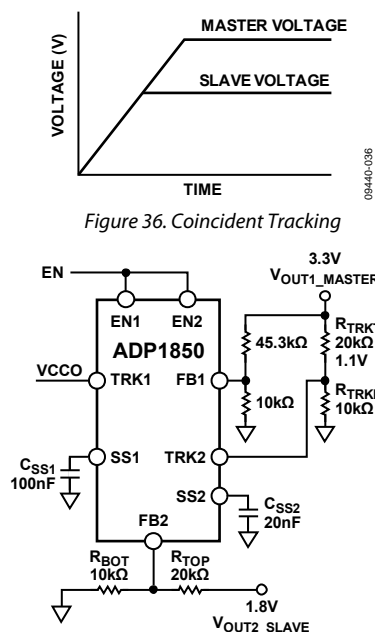 VOLTAGE (V)
MASTER VOLTAGE
SLAVE VOLTAGE
TIME
09440-036
Figure 36. Coincident Tracking
EN
EN1
EN2
ADP1850
VCCO
TRK1
FB1
SS1
TRK2
SS2
FB2
CSS1
100nF
CSS2
20nF
3.3V
VOUT1_MASTER
45.3kΩ
10kΩ
RTRKT
20kΩ
1.1V
RTRKB
10kΩ
RBOT
10kΩ
RTOP
20kΩ
1.8V
VOUT2_SLAVE